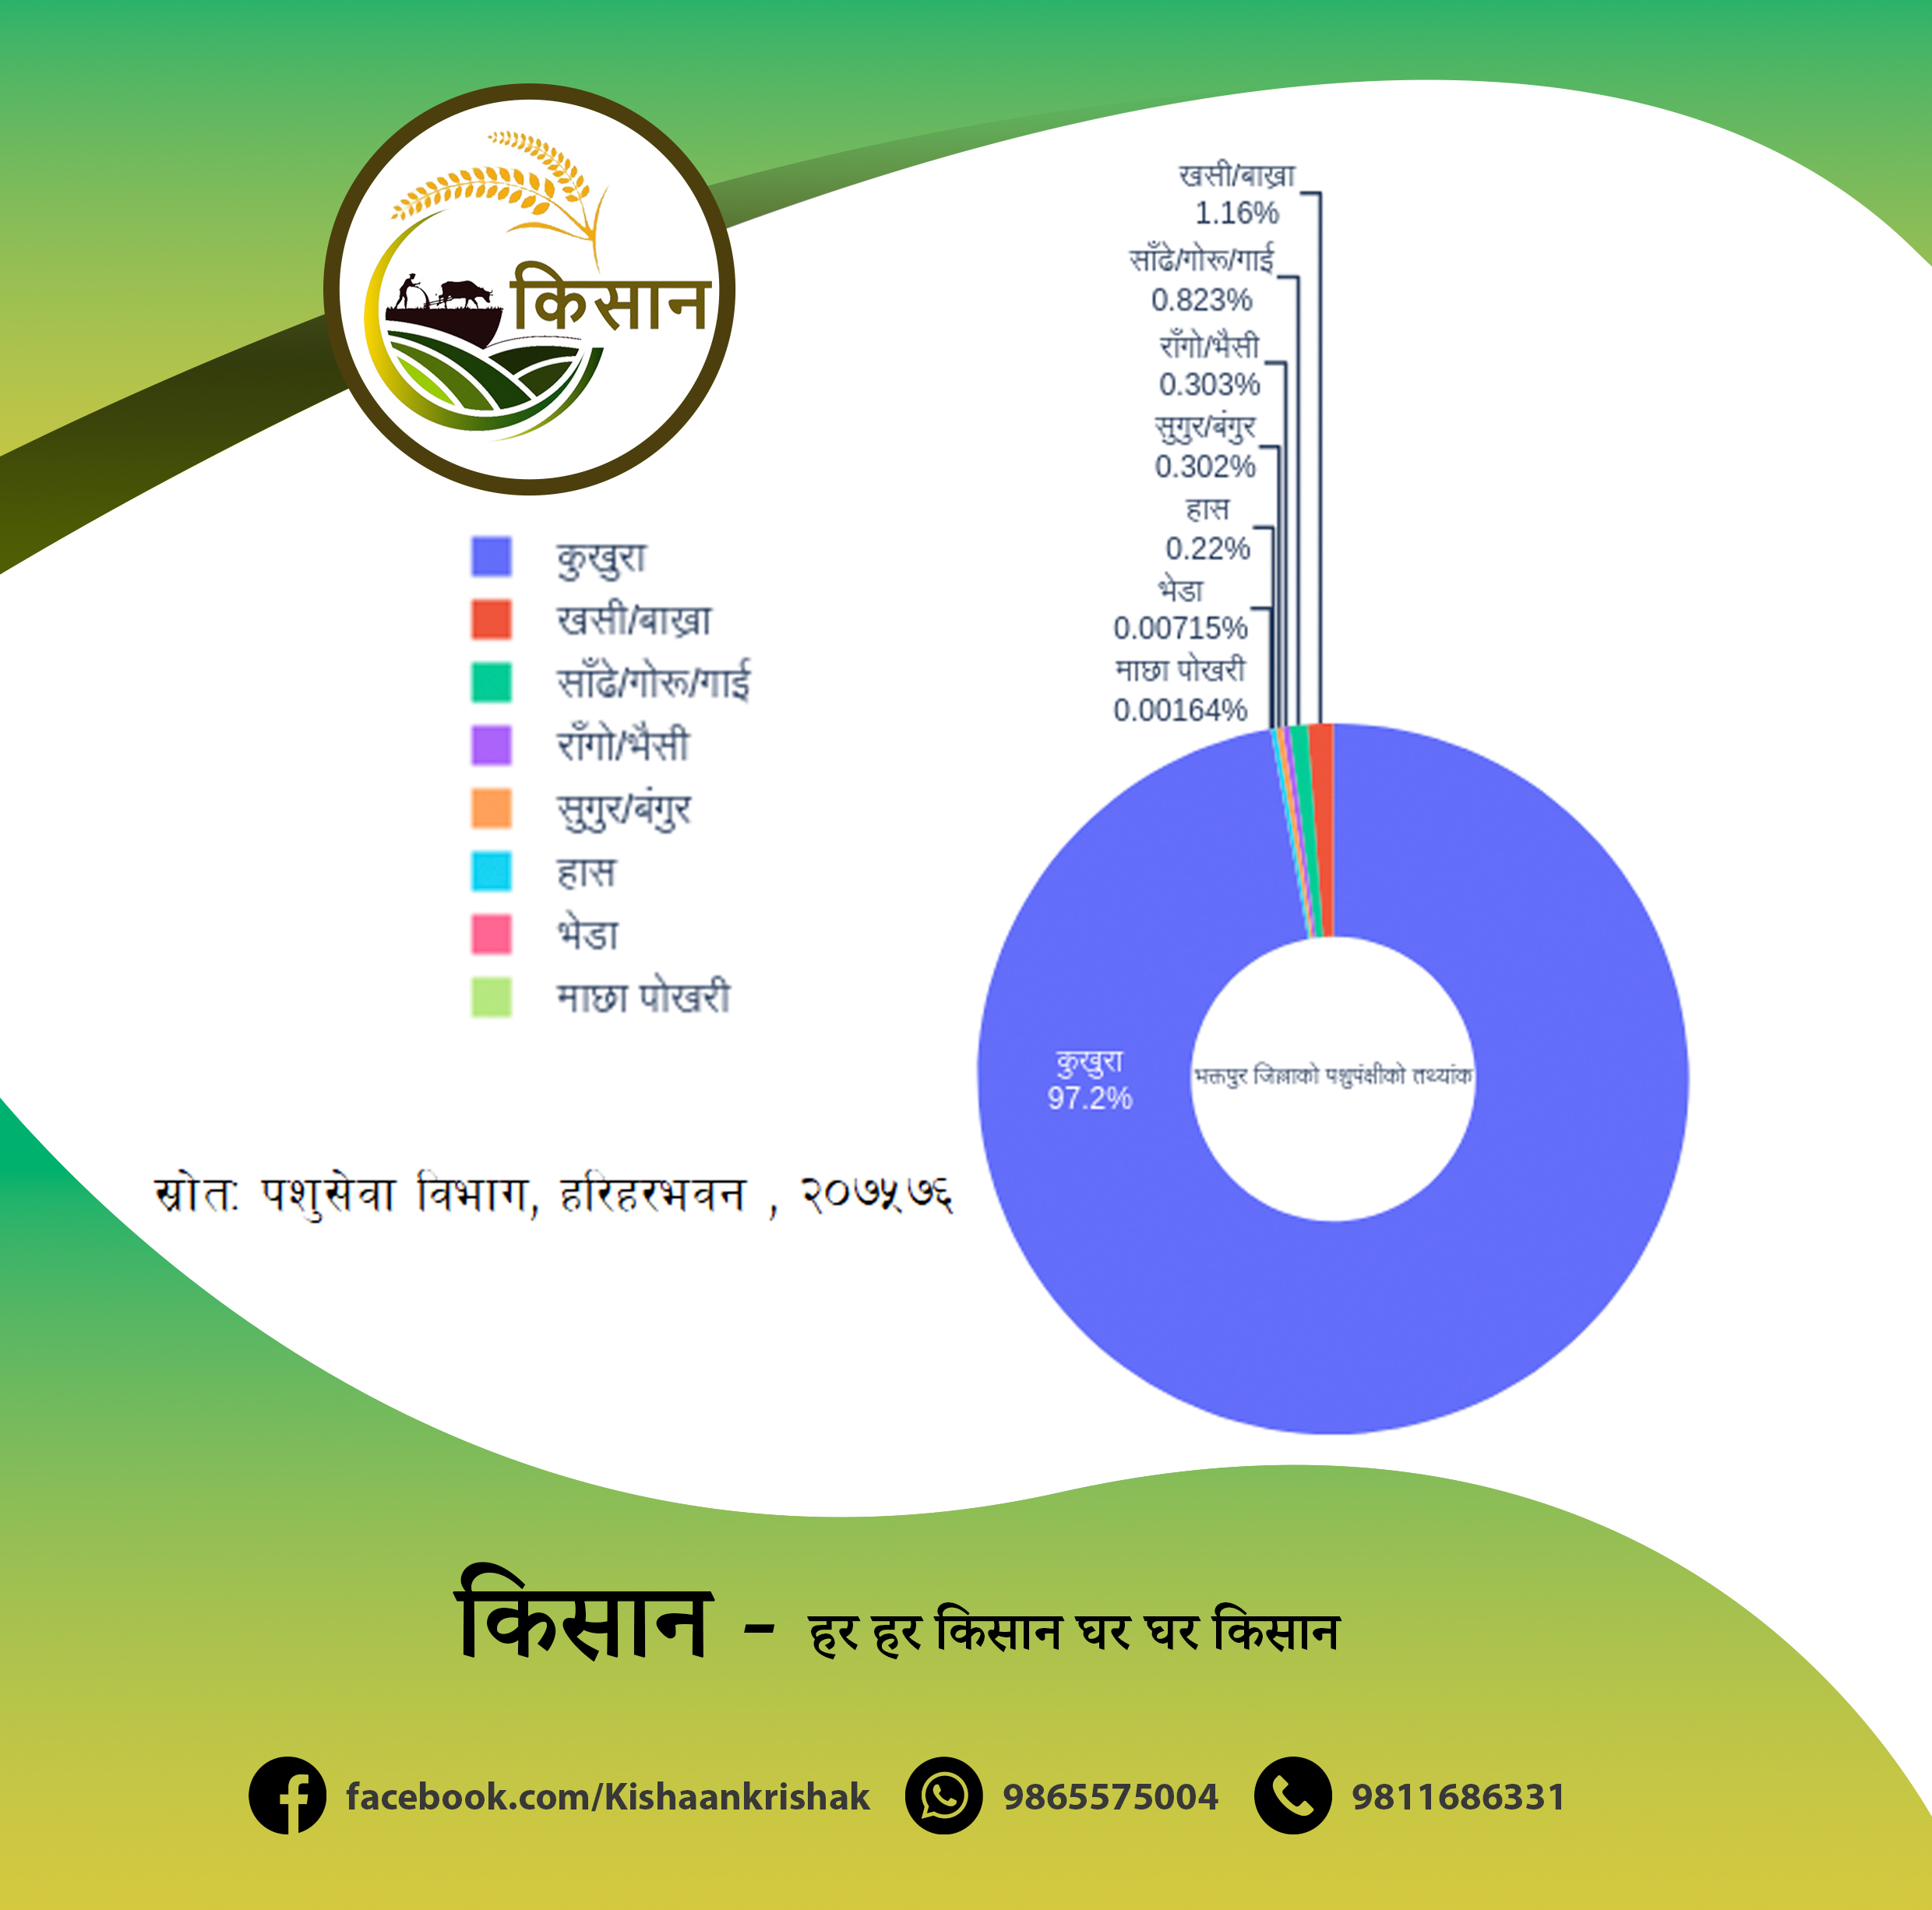 किसान
खसी/बाख्रा
1.16%
साँढे/गोरू/गाई
0.823%
राँगो/भैसी
0.303%
सुगुर/बंगुर
0.302%
हास
0.22%
भेडा
0.00715%
माछा पोखरी
0.00164%
कुखुरा
खसी/बाख्रा
साँढे/गोरू/गाई
राँगो/भैसी
सुगुर/बंगुर
हास
भेडा
माछा पोखरी
कुखुरा
97.2%
भक्तपुर जिल्लाको पशुपंक्षीको तथ्यांक
स्रोत: पशुसेवा विभाग, हरिहरभवन , २०७५्७६
किसान - हर हर किसान घर घर किसान
facebook.com/Kishaankrishak 9865575004 9811686331